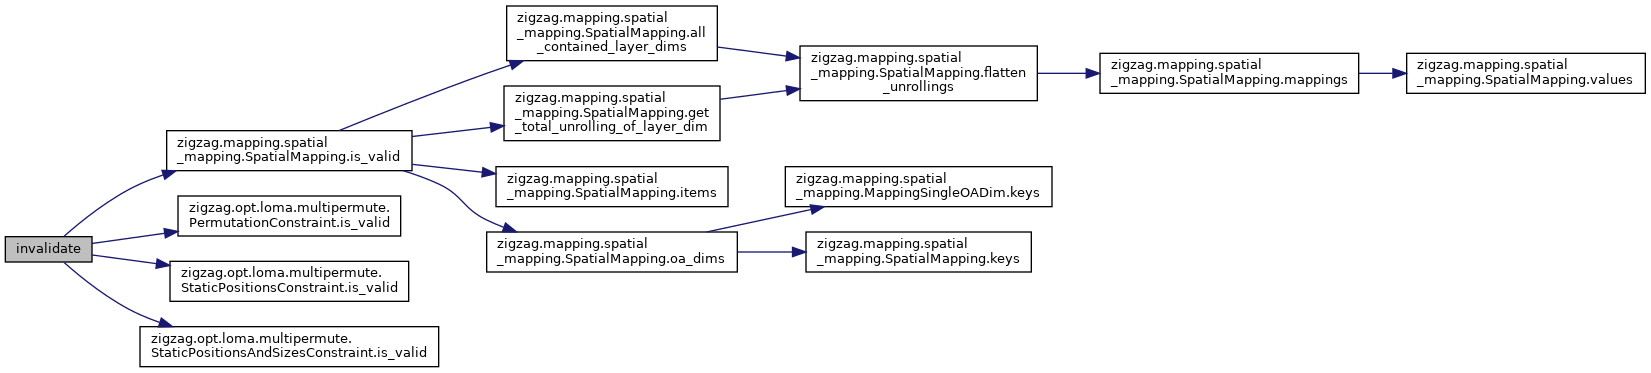 invalidate
zigzag.mapping.spatial
_mapping.SpatialMapping.is_valid
zigzag.opt.loma.multipermute.
PermutationConstraint.is_valid
zigzag.opt.loma.multipermute.
StaticPositionsConstraint.is_valid
zigzag.opt.loma.multipermute.
StaticPositionsAndSizesConstraint.is_valid
zigzag.mapping.spatial
_mapping.SpatialMapping.all
_contained_layer_dims
zigzag.mapping.spatial
_mapping.SpatialMapping.get
_total_unrolling_of_layer_dim
zigzag.mapping.spatial
_mapping.SpatialMapping.items
zigzag.mapping.spatial
_mapping.SpatialMapping.oa_dims
zigzag.mapping.spatial
_mapping.SpatialMapping.flatten
_unrollings
zigzag.mapping.spatial
_mapping.MappingSingleOADim.keys
zigzag.mapping.spatial
_mapping.SpatialMapping.keys
zigzag.mapping.spatial
_mapping.SpatialMapping.mappings
zigzag.mapping.spatial
_mapping.SpatialMapping.values